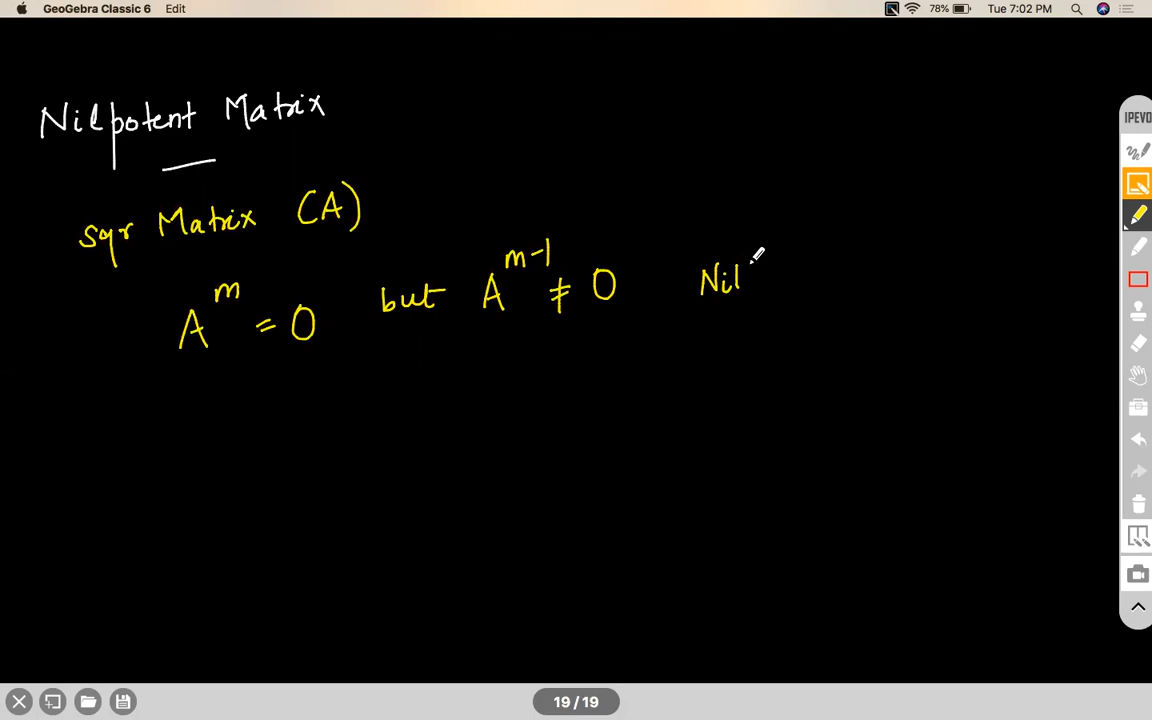 GeoGebra Classic 6 Edit 78% Tue 7:02 PM
Nilpotent Matrix
IPEVO
sqr Matrix (A)
A^m = 0 but A^{m-1} ≠ 0 Nil
19 / 19